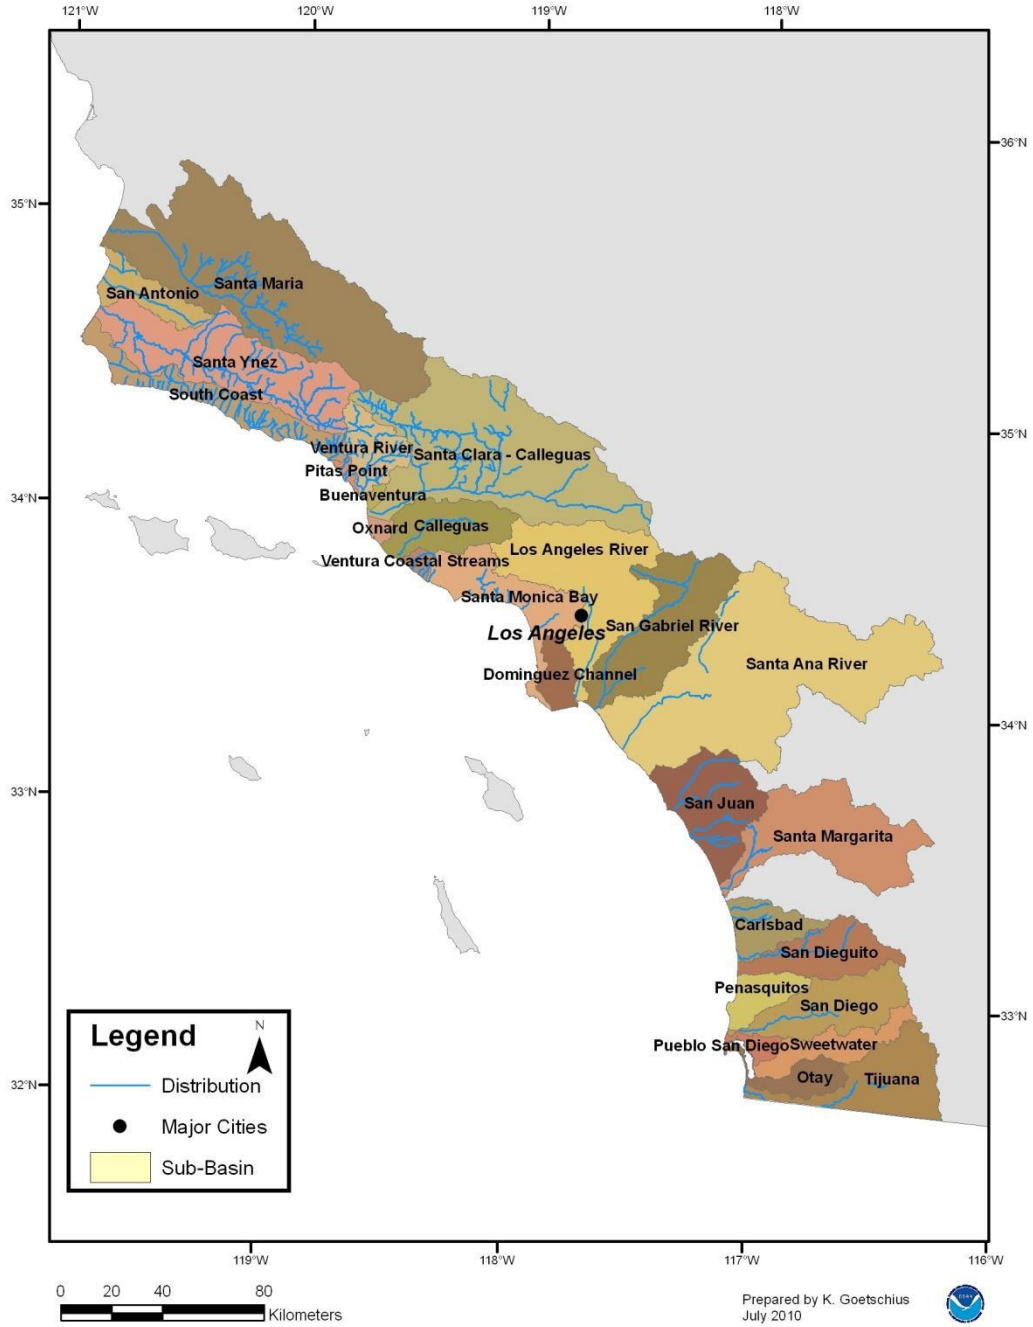 121°W 120°W 119°W 118°W
36°N
35°N
Santa Maria
San Antonio
Santa Ynez
South Coast
35°N
Ventura River
Santa Clara - Calleguas
Pitas Point
34°N
Buenaventura
Oxnard
Calleguas
Los Angeles River
Ventura Coastal Streams
Santa Monica Bay
Los Angeles
San Gabriel River
Santa Ana River
Dominguez Channel
34°N
33°N
San Juan
Santa Margarita
Carlsbad
San Dieguito
Penasquitos
San Diego
33°N
Pueblo San Diego
Sweetwater
Otay
Tijuana
32°N
Legend
N
Distribution
Major Cities
Sub-Basin
119°W 118°W 117°W 116°W
0 20 40 80
Kilometers
Prepared by K. Goetschius
July 2010